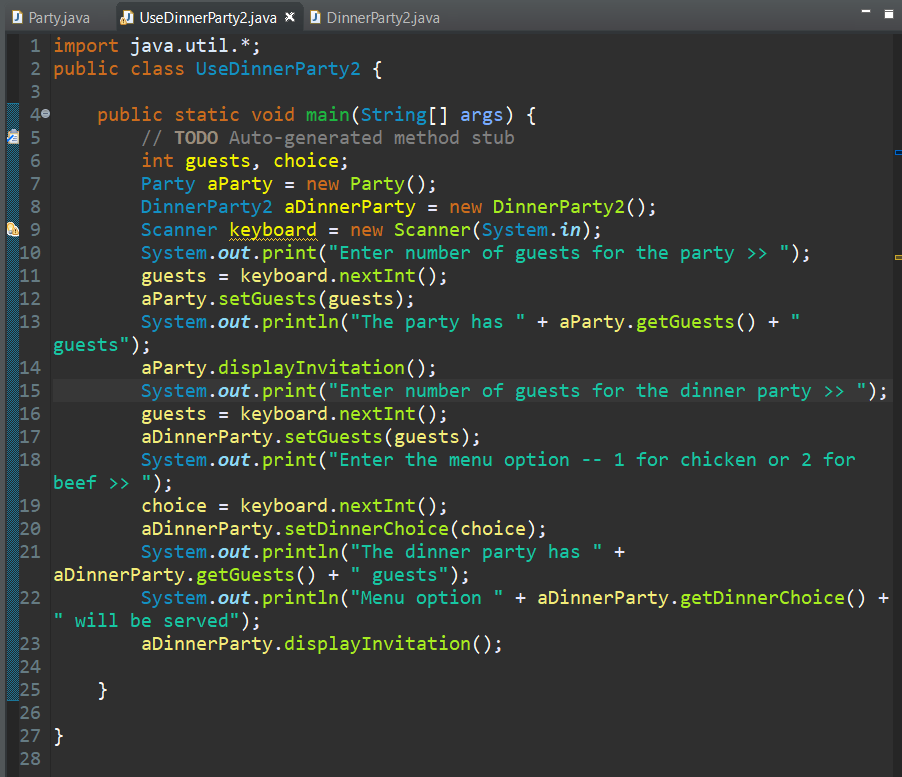 Party.java UseDinnerParty2.java DinnerParty2.java
1 import java.util.*;
2 public class UseDinnerParty2 {
3
4 public static void main(String[] args) {
5 // TODO Auto-generated method stub
6 int guests, choice;
7 Party aParty = new Party();
8 DinnerParty2 aDinnerParty = new DinnerParty2();
9 Scanner keyboard = new Scanner(System.in);
10 System.out.print("Enter number of guests for the party >> ");
11 guests = keyboard.nextInt();
12 aParty.setGuests(guests);
13 System.out.println("The party has " + aParty.getGuests() + "
guests");
14 aParty.displayInvitation();
15 System.out.print("Enter number of guests for the dinner party >> ");
16 guests = keyboard.nextInt();
17 aDinnerParty.setGuests(guests);
18 System.out.print("Enter the menu option -- 1 for chicken or 2 for
beef >> ");
19 choice = keyboard.nextInt();
20 aDinnerParty.setDinnerChoice(choice);
21 System.out.println("The dinner party has " +
aDinnerParty.getGuests() + " guests");
22 System.out.println("Menu option " + aDinnerParty.getDinnerChoice() +
" will be served");
23 aDinnerParty.displayInvitation();
24
25 }
26
27 }
28